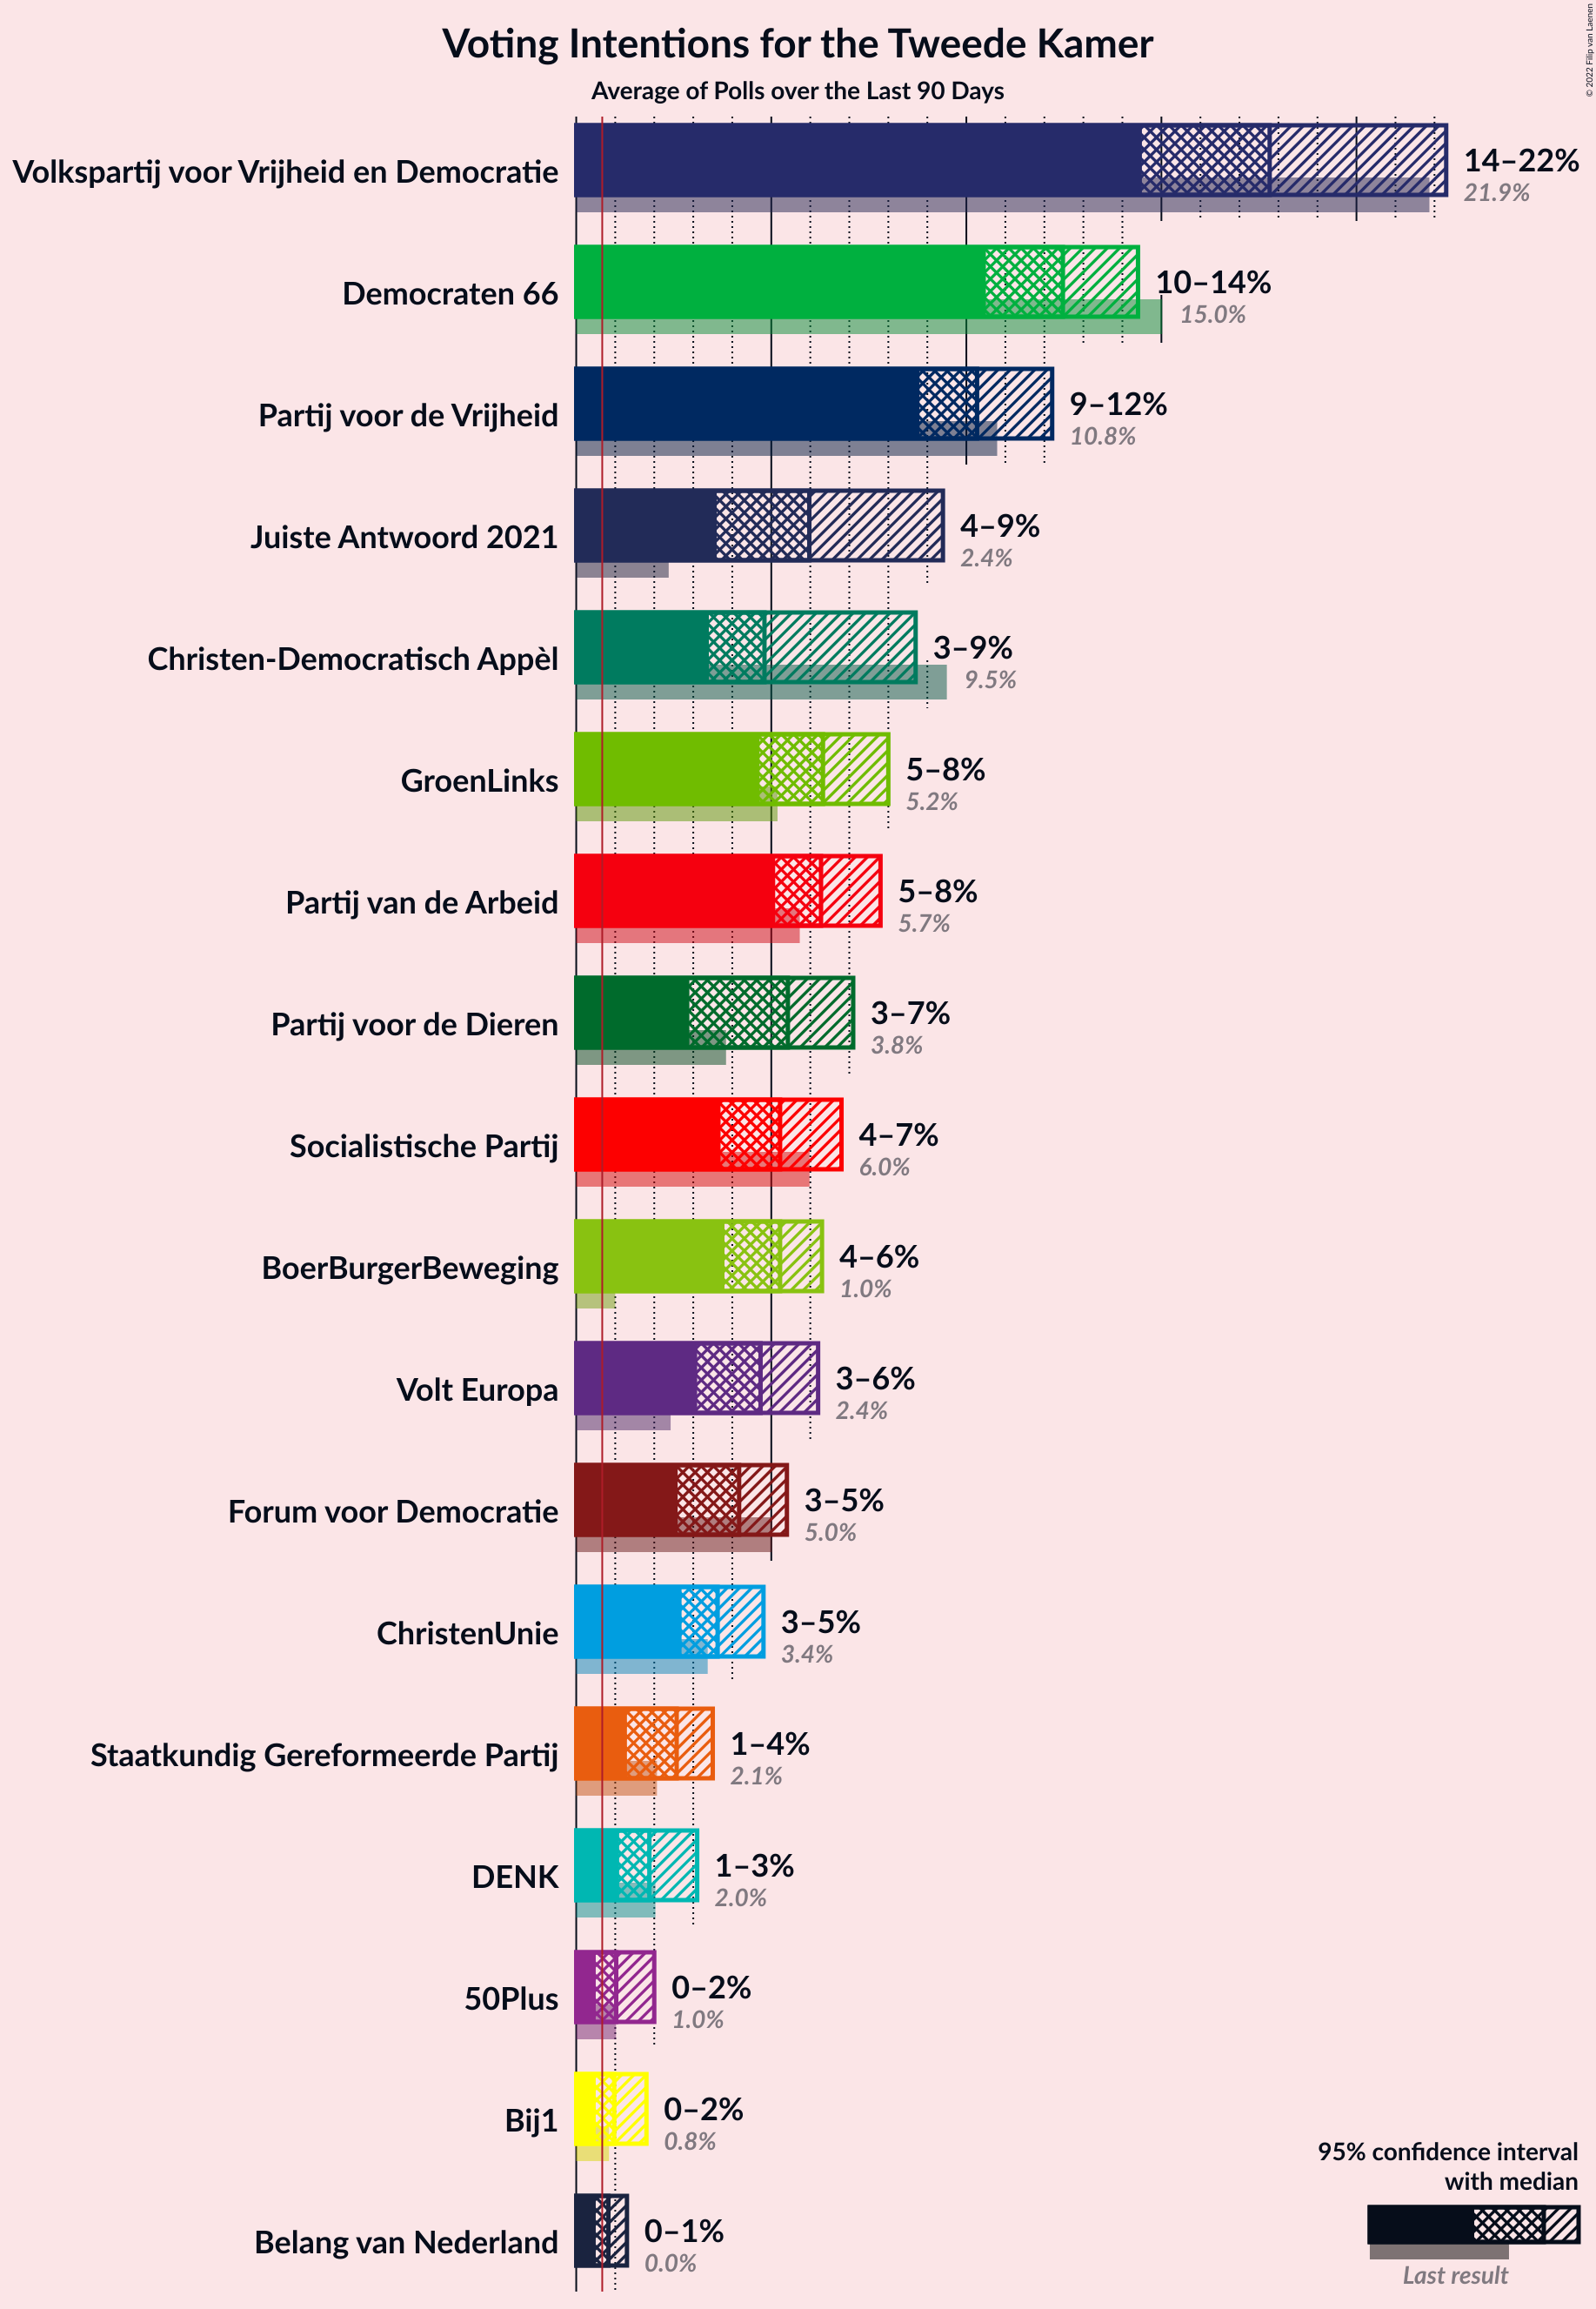 Voting Intentions for the Tweede Kamer
Average of Polls over the Last 90 Days
© 2022 Filip van Laenen
Volkspartij voor Vrijheid en Democratie
14–22%
21.9%
Democraten 66
10–14%
15.0%
Partij voor de Vrijheid
9–12%
10.8%
Juiste Antwoord 2021
4–9%
2.4%
Christen-Democratisch Appèl
3–9%
9.5%
GroenLinks
5–8%
5.2%
Partij van de Arbeid
5–8%
5.7%
Partij voor de Dieren
3–7%
3.8%
Socialistische Partij
4–7%
6.0%
BoerBurgerBeweging
4–6%
1.0%
Volt Europa
3–6%
2.4%
Forum voor Democratie
3–5%
5.0%
ChristenUnie
3–5%
3.4%
Staatkundig Gereformeerde Partij
1–4%
2.1%
DENK
1–3%
2.0%
50Plus
0–2%
1.0%
Bij1
0–2%
0.8%
Belang van Nederland
0–1%
0.0%
95% confidence interval
with median
Last result